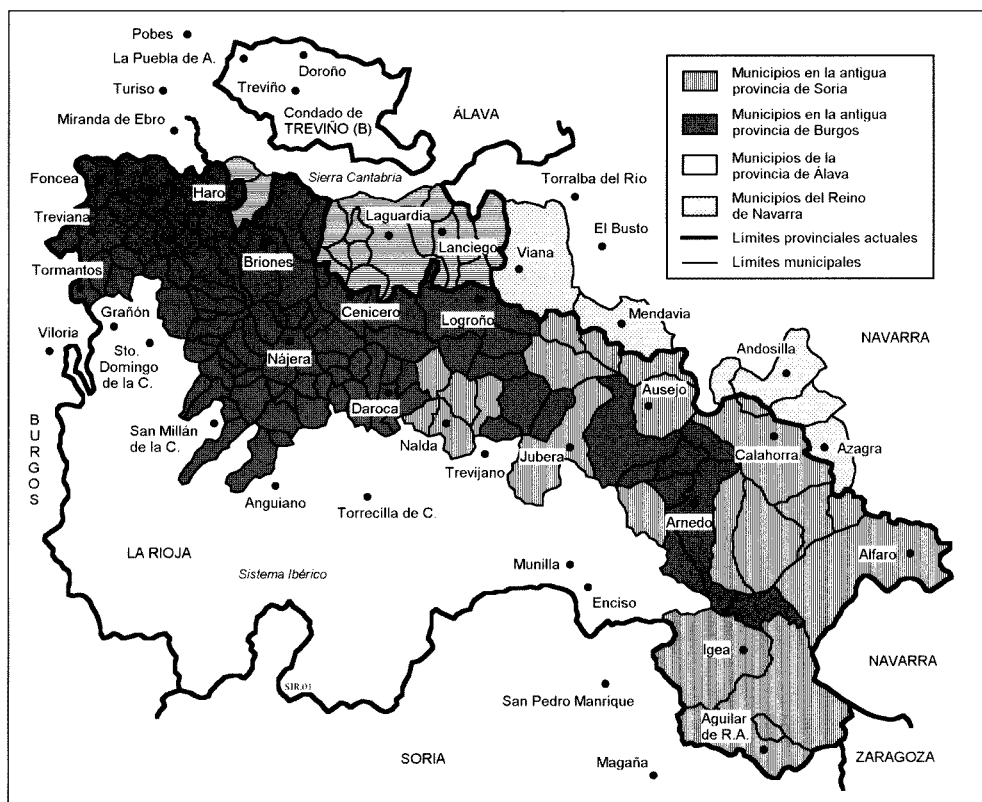 Pobes
La Puebla de A.
Doroño
Turiso
Treviño
Condado de
TREVIÑO (B)
Miranda de Ebro
ÁLAVA
Municipios en la antigua
provincia de Soria
Municipios en la antigua
provincia de Burgos
Municipios de la
provincia de Álava
Municipios del Reino
de Navarra
Límites provinciales actuales
Límites municipales
Foncea
Haro
Sierra Cantabria
Torralba del Río
Treviana
Laguardia
Lanciego
El Busto
Viana
Briones
Tormantos
Grañón
Cenicero
Logroño
Mendavia
NAVARRA
Viloria
Sto.
Domingo
de la C.
Nájera
Andosilla
Ausejo
Daroca
BURGOS
San Millán
de la C.
Nalda
Jubera
Calahorra
Azagra
Trevijano
Anguiano
Torrecilla de C.
Arnedo
LA RIOJA
Alfaro
Munilla
Sistema Ibérico
Enciso
Igea
NAVARRA
SIR.01
San Pedro Manrique
Aguilar
de R.A.
SORIA
ZARAGOZA
Magaña